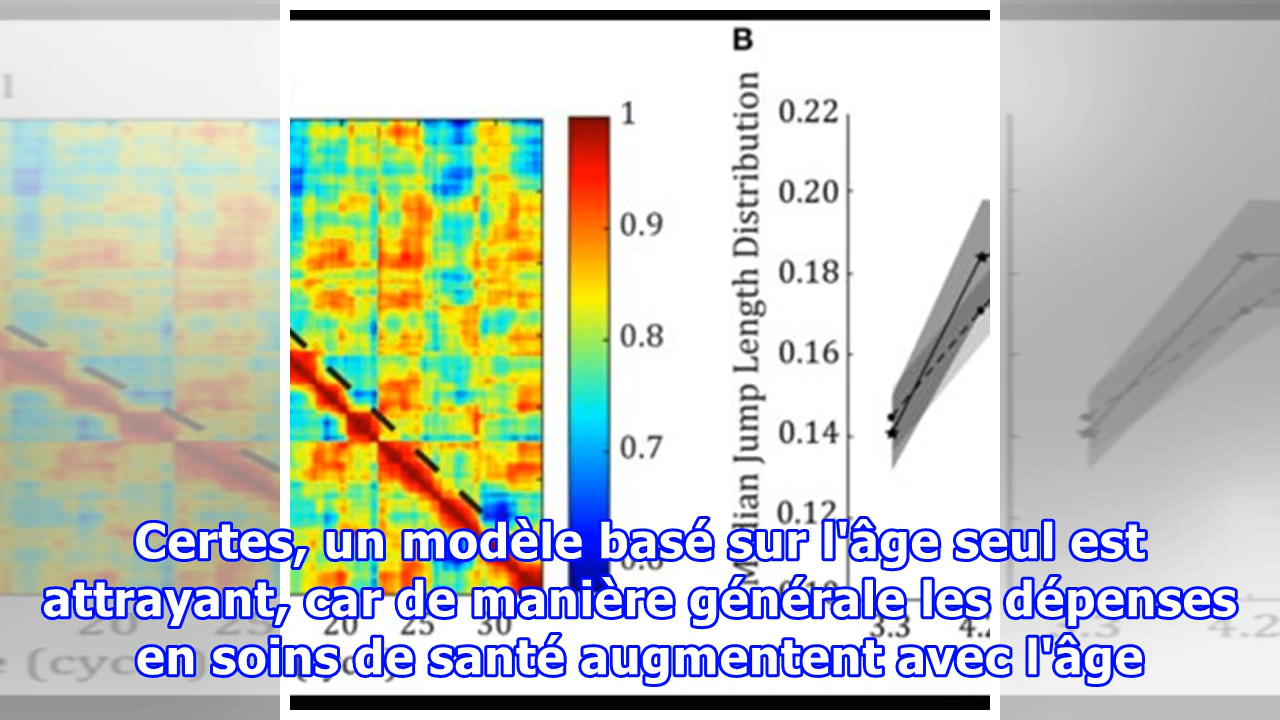 B
1
0.9
0.8
0.7
Median Jump Length Distribution
0.22
0.20
0.18
0.16
0.14
0.12
20 25 30
3.3
Certes, un modèle basé sur l'âge seul est
attrayant, car de manière générale les dépenses
en soins de santé augmentent avec l'âge